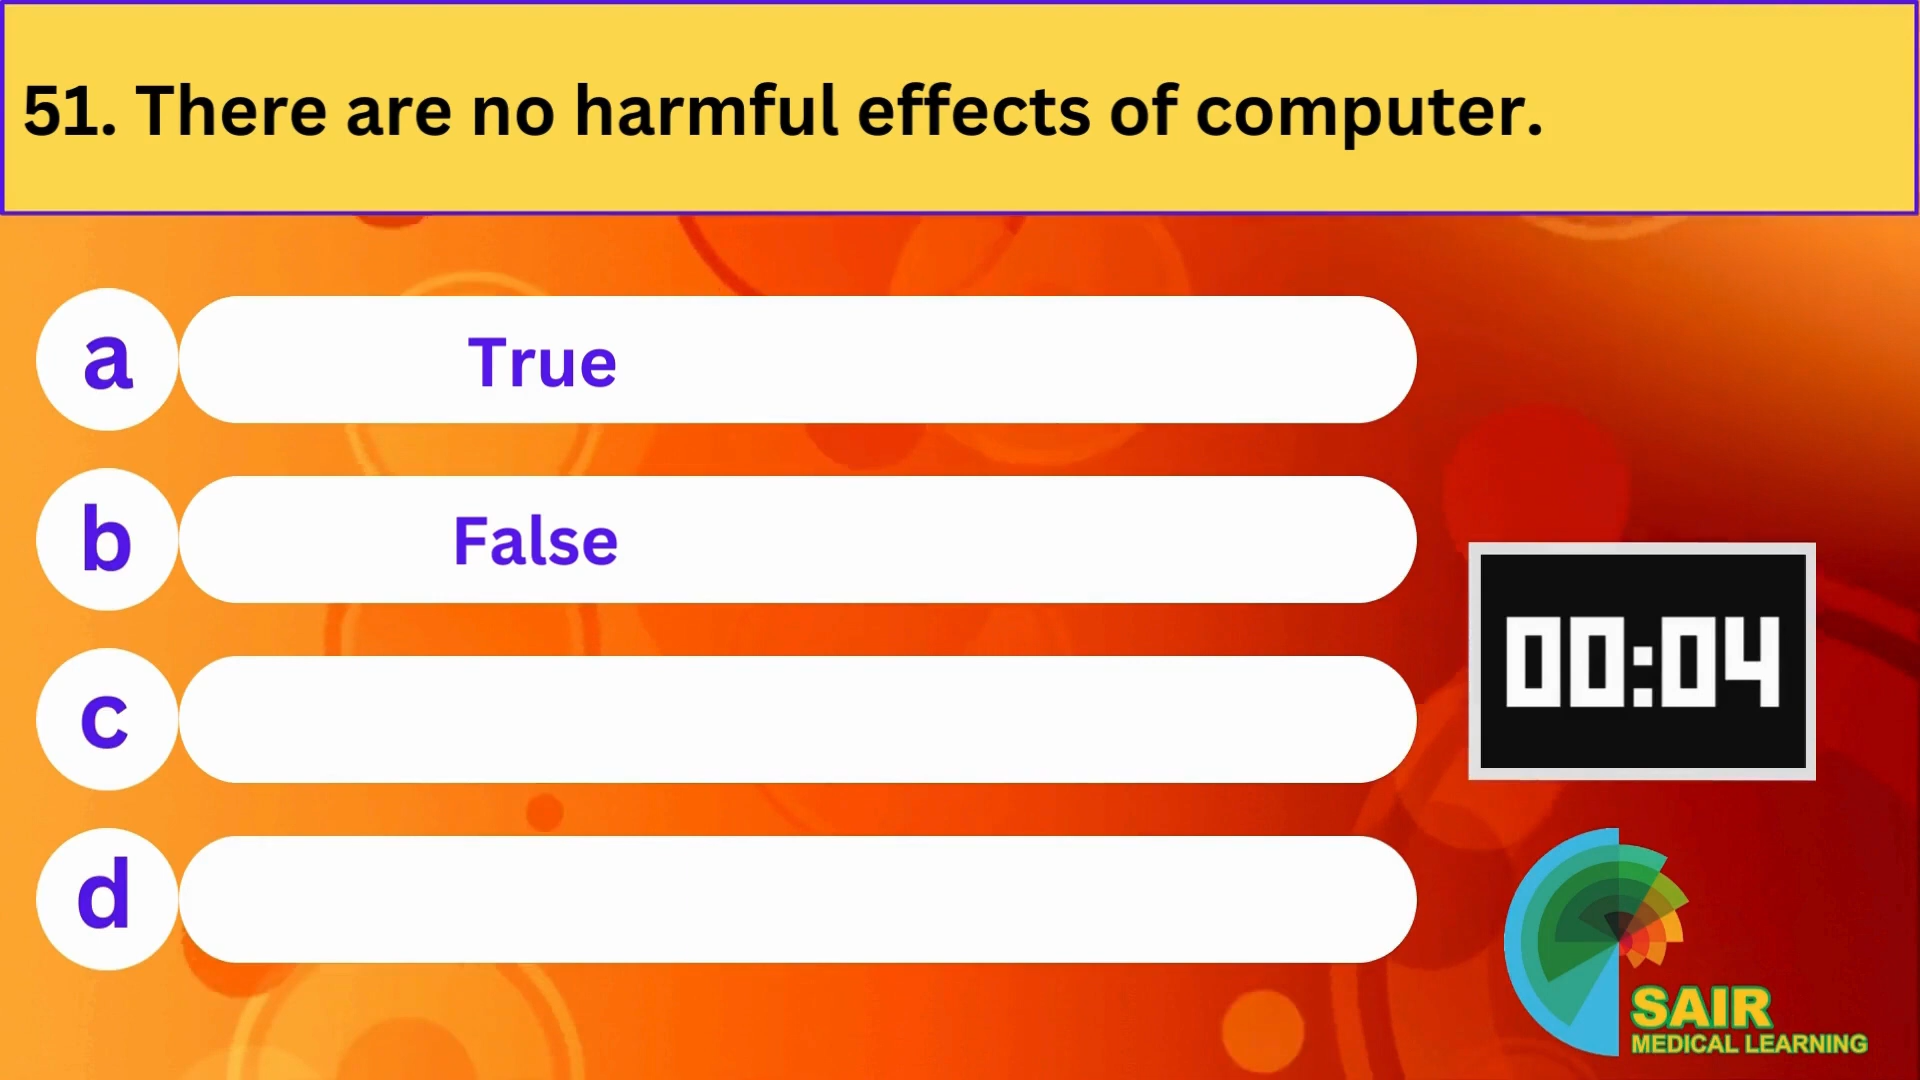 51. There are no harmful effects of computer.
a True
b False
c
d
00:04
SAIR
MEDICAL LEARNING